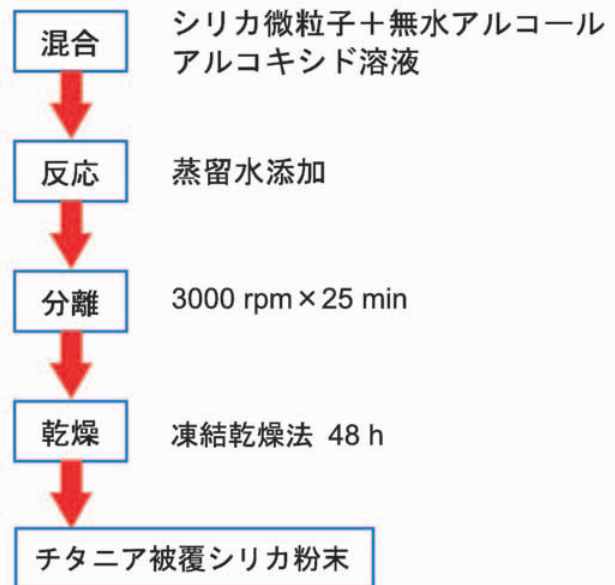 混合
シリカ微粒子＋無水アルコール
アルコキシド溶液
反応
蒸留水添加
分離
3000 rpm×25 min
乾燥
凍結乾燥法 48 h
チタニア被覆シリカ粉末